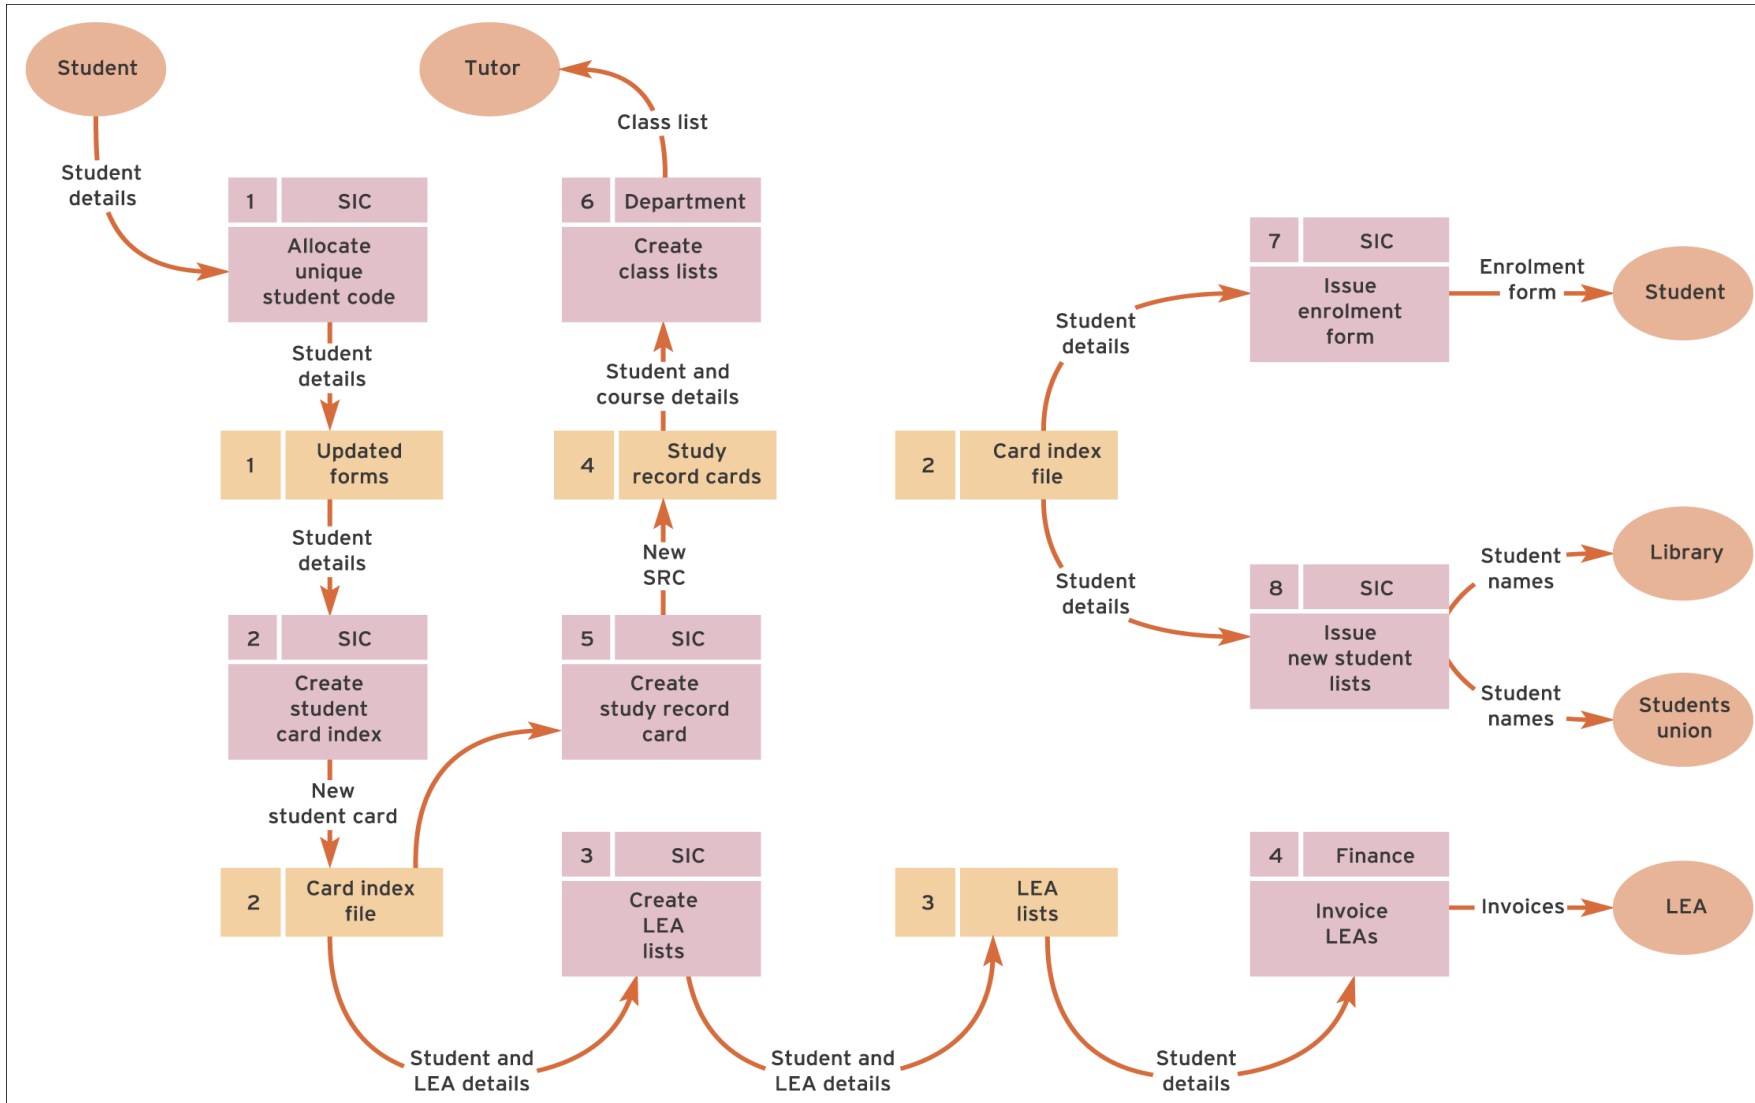 Student
Student
details
1 SIC
Allocate
unique
student code
Student
details
1 Updated
forms
Student
details
2 SIC
Create
student
card index
New
student card
2 Card index
file
Student and
LEA details
3 SIC
Create
LEA
lists
Student and
LEA details
3 LEA
lists
Student
details
4 Finance
Invoice
LEAs
Invoices
LEA
5 SIC
Create
study record
card
New
SRC
4 Study
record cards
Student and
course details
6 Department
Create
class lists
Class list
Tutor
2 Card index
file
Student
details
7 SIC
Issue
enrolment
form
Enrolment
form
Student
Student
details
8 SIC
Issue
new student
lists
Student
names
Library
Student
names
Students
union